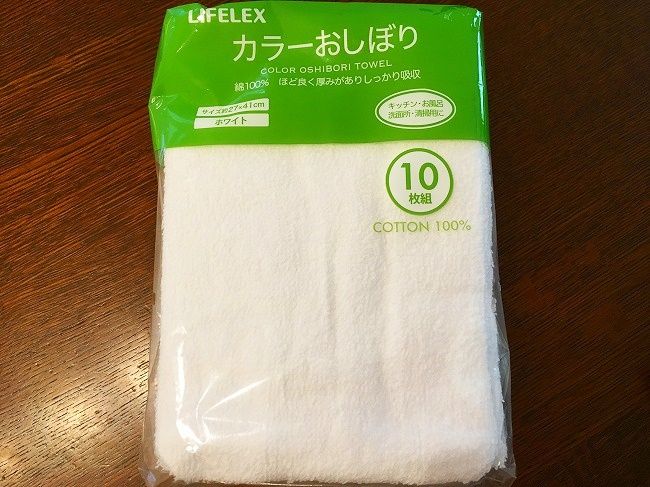 LIFELEX
カラーおしぼり
COLOR OSHIBORI TOWEL
綿100% ほど良く厚みがありしっかり吸収
サイズ約27×41cm
ホワイト
キッチン・お風呂
洗面所・清掃用に
10
枚組
COTTON 100%